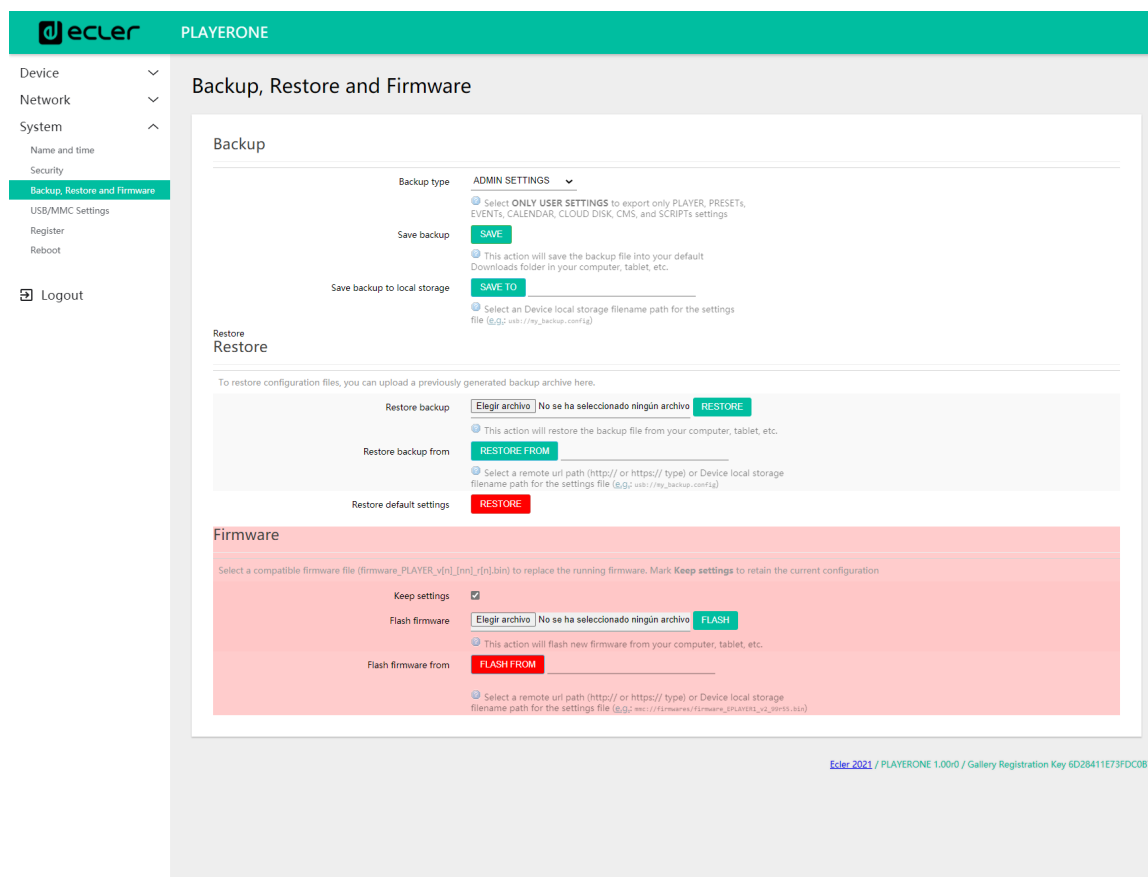 ecler
PLAYERONE
Device
Network
System
Name and time
Security
Backup, Restore and Firmware
USB/MMC Settings
Register
Reboot
Logout
Backup, Restore and Firmware
Backup
Backup type
ADMIN SETTINGS
Select ONLY USER SETTINGS to export only PLAYER, PRESETs,
EVENTs, CALENDAR, CLOUD DISK, CMS, and SCRIPTs settings
Save backup
SAVE
This action will save the backup file into your default
Downloads folder in your computer, tablet, etc.
Save backup to local storage
SAVE TO
Select an Device local storage filename path for the settings
file (e.g.: usb://my_backup.config)
Restore
Restore
To restore configuration files, you can upload a previously generated backup archive here.
Restore backup
Elegir archivo No se ha seleccionado ningún archivo RESTORE
This action will restore the backup file from your computer, tablet, etc.
Restore backup from
RESTORE FROM
Select a remote url path (http:// or https:// type) or Device local storage
filename path for the settings file (e.g.: usb://my_backup.config)
Restore default settings
RESTORE
Firmware
Select a compatible firmware file (firmware_PLAYER_v[n]_[nn]_r[n].bin) to replace the running firmware. Mark Keep settings to retain the current configuration
Keep settings
Flash firmware
Elegir archivo No se ha seleccionado ningún archivo FLASH
This action will flash new firmware from your computer, tablet, etc.
Flash firmware from
FLASH FROM
Select a remote url path (http:// or https:// type) or Device local storage
filename path for the settings file (e.g.: mmc://firmwares/firmware_EPLAYER1_v2_99r55.bin)
Ecler 2021 / PLAYERONE 1.00r0 / Gallery Registration Key 6D28411E73FDC0B